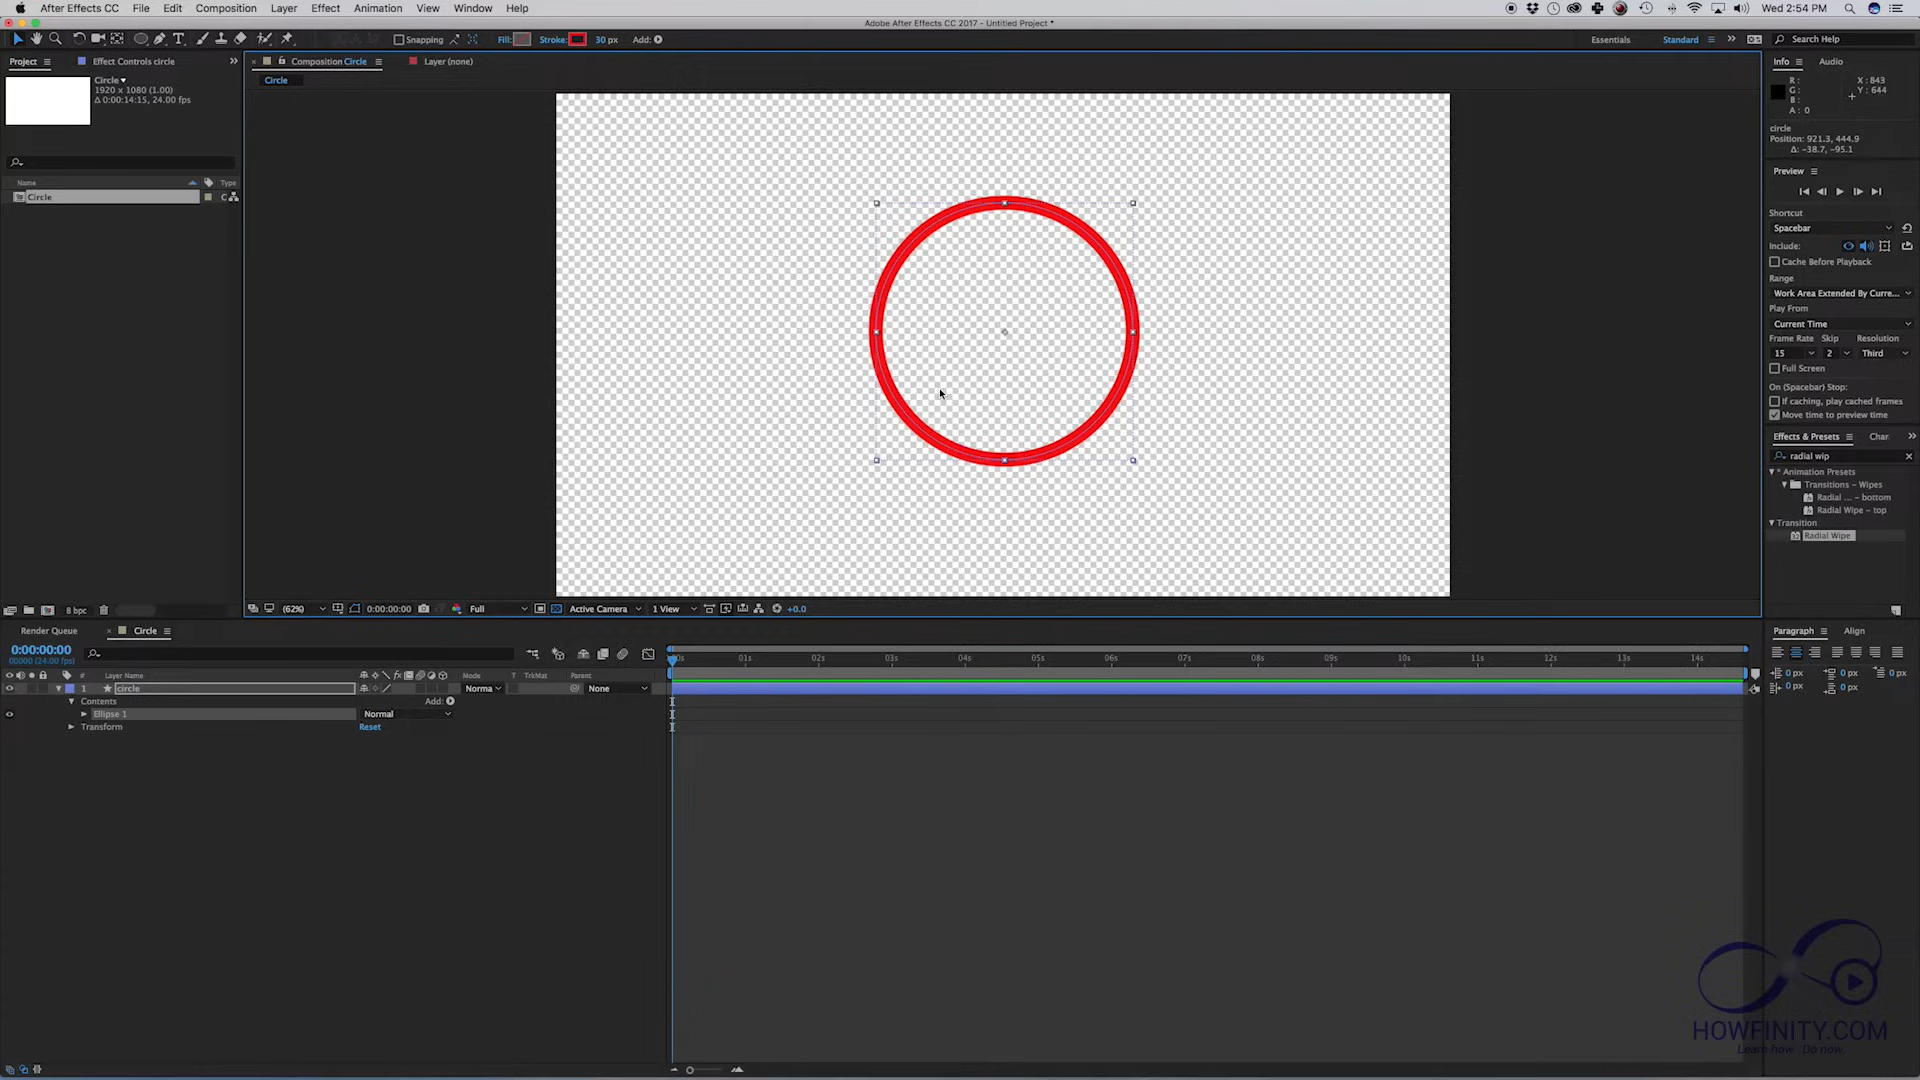 After Effects CC File Edit Composition Layer Effect Animation View Window Help Wed 2:54 PM
Adobe After Effects CC 2017 - Untitled Project *
Snapping Fill: Stroke: 30 px Add: Essentials Standard Search Help
Project Effect Controls circle Composition Circle Layer (none) Info Audio
Circle
Circle
1920 x 1080 (1.00)
Δ 0:00:14:15, 24.00 fps
R :
G :
B :
A : 0
X : 843
Y : 644
circle
Position: 921.3, 444.9
Δ: -38.7, -95.1
Preview
Name Type
Circle
Shortcut
Spacebar
Include:
Cache Before Playback
Range
Work Area Extended By Curre...
Play From
Current Time
Frame Rate Skip Resolution
15 2 Third
Full Screen
On (Spacebar) Stop:
If caching, play cached frames
Move time to preview time
Effects & Presets Char
radial wip
* Animation Presets
Transitions – Wipes
Radial ... – bottom
Radial Wipe – top
Transition
Radial Wipe
8 bpc (62%) 0:00:00:00 Full Active Camera 1 View +0.0
Render Queue Circle
0:00:00:00
00000 (24.00 fps)
01s 02s 03s 04s 05s 06s 07s 08s 09s 10s 11s 12s 13s 14s
# Layer Name Mode T TrkMat Parent
1 circle Norma None
Contents Add:
Ellipse 1 Normal
Transform Reset
Paragraph Align
0 px 0 px 0 px
0 px 0 px
HOWFINITY.COM
Learn how. Do now.